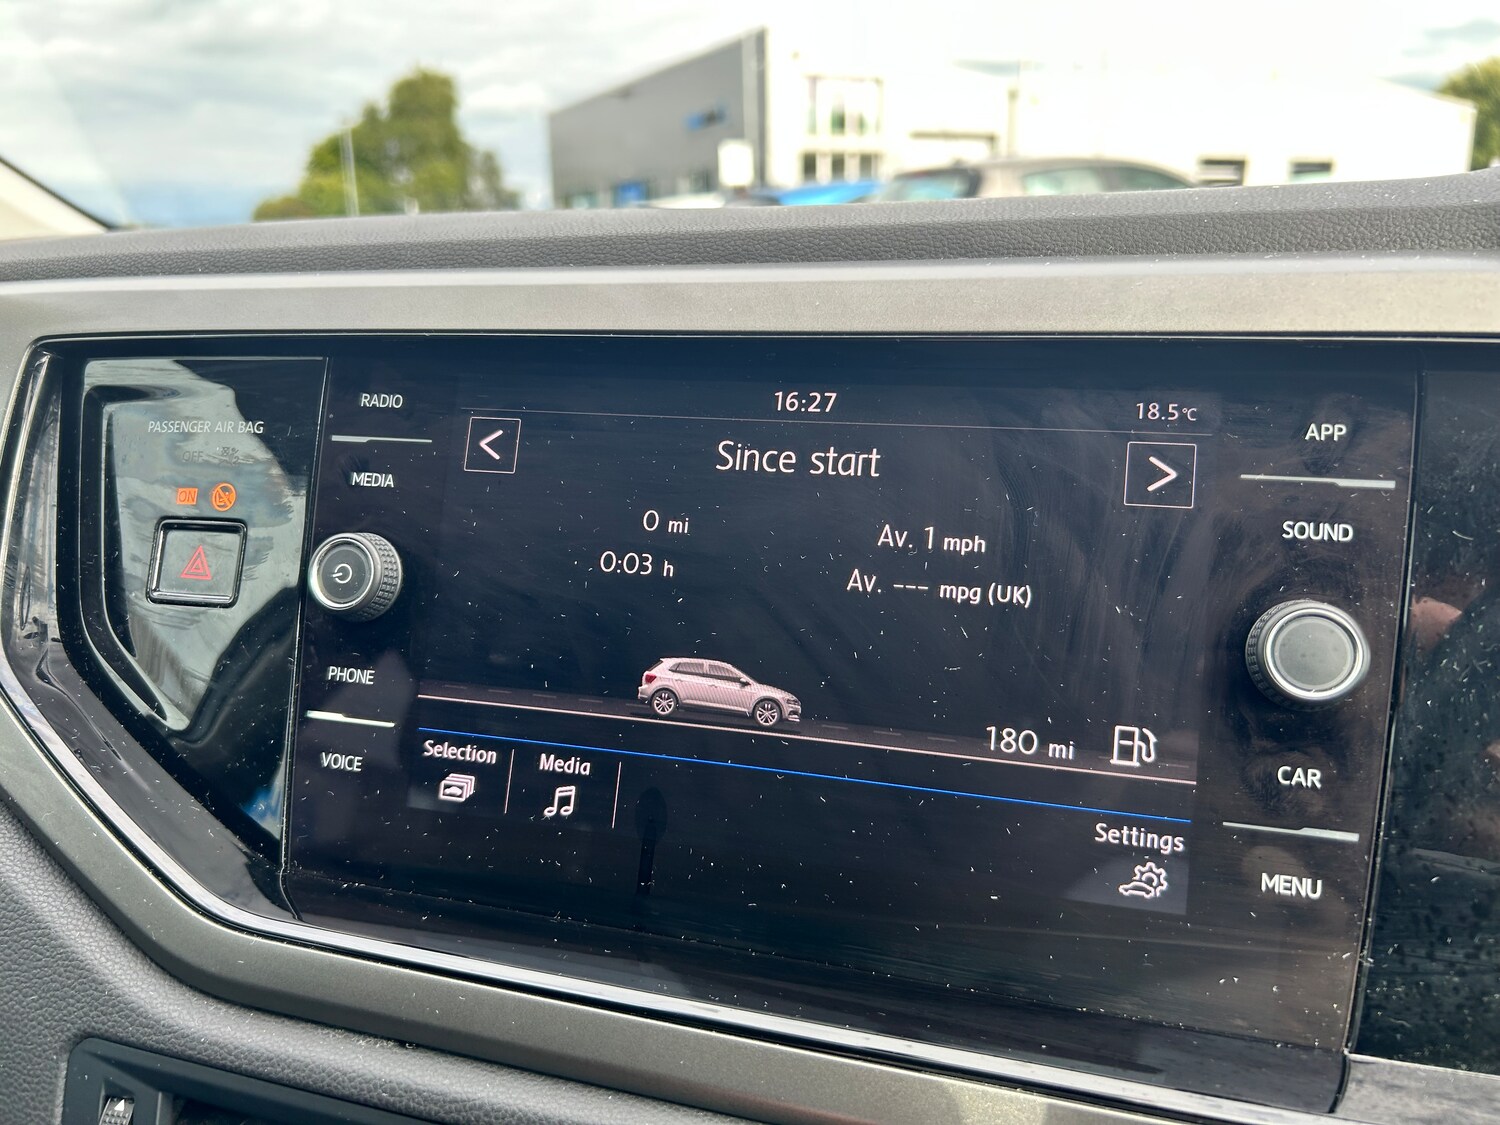 16:27
18.5°C
Since start
0 mi
Av. 1 mph
0:03 h
Av. --- mpg (UK)
180 mi
Selection
Media
Settings
PASSENGER AIR BAG
OFF
ON
RADIO
MEDIA
PHONE
VOICE
APP
SOUND
CAR
MENU